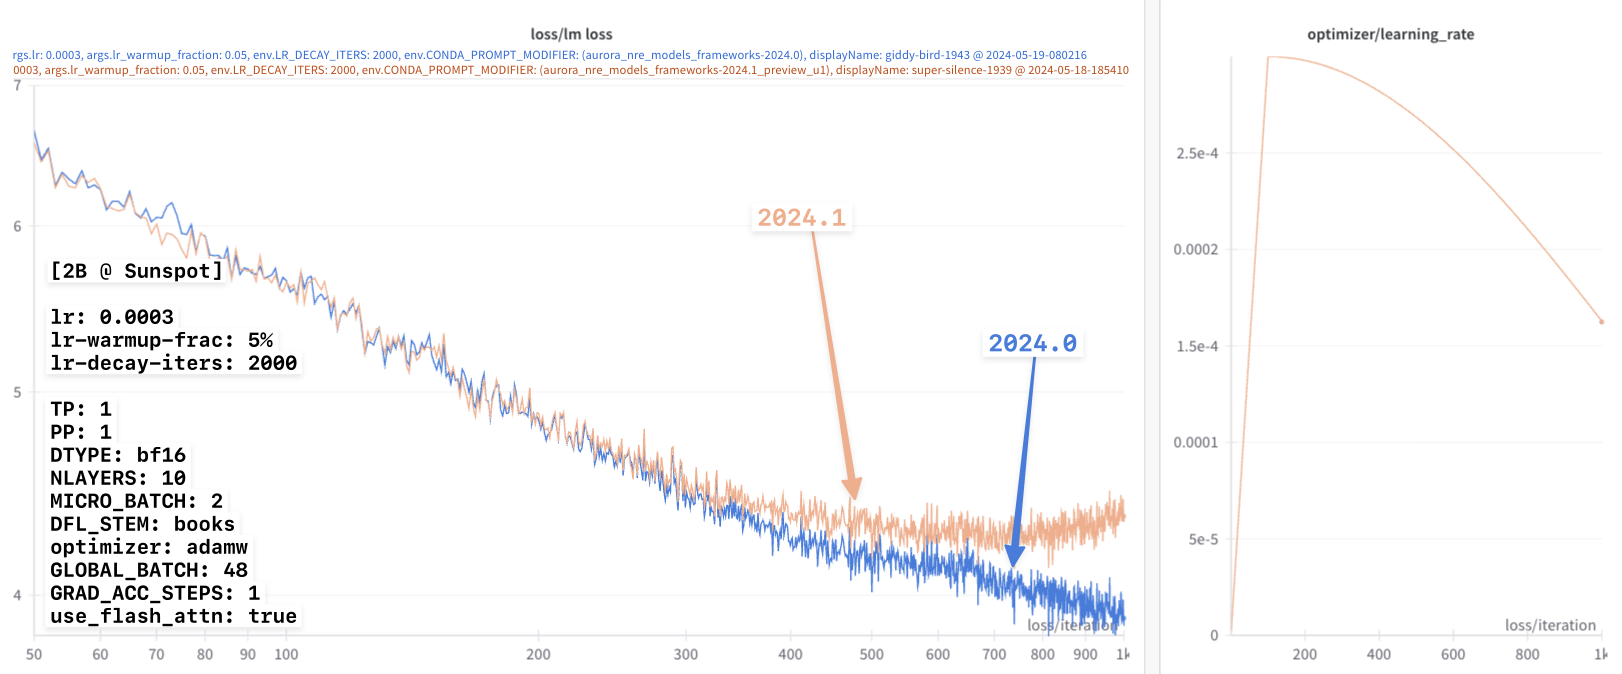 loss/lm loss
rgs.lr: 0.0003, args.lr_warmup_fraction: 0.05, env.LR_DECAY_ITERS: 2000, env.CONDA_PROMPT_MODIFIER: (aurora_nre_models_frameworks-2024.0), displayName: giddy-bird-1943 @ 2024-05-19-080216
0003, args.lr_warmup_fraction: 0.05, env.LR_DECAY_ITERS: 2000, env.CONDA_PROMPT_MODIFIER: (aurora_nre_models_frameworks-2024.1_preview_u1), displayName: super-silence-1939 @ 2024-05-18-185410
7
6
5
4
2024.1
2024.0
[2B @ Sunspot]
lr: 0.0003
lr-warmup-frac: 5%
lr-decay-iters: 2000
TP: 1
PP: 1
DTYPE: bf16
NLAYERS: 10
MICRO_BATCH: 2
DFL_STEM: books
optimizer: adamw
GLOBAL_BATCH: 48
GRAD_ACC_STEPS: 1
use_flash_attn: true
loss/iteration
50 60 70 80 90 100 200 300 400 500 600 700 800 900 1k
optimizer/learning_rate
2.5e-4
0.0002
1.5e-4
0.0001
5e-5
0
loss/iteration
200 400 600 800 1k